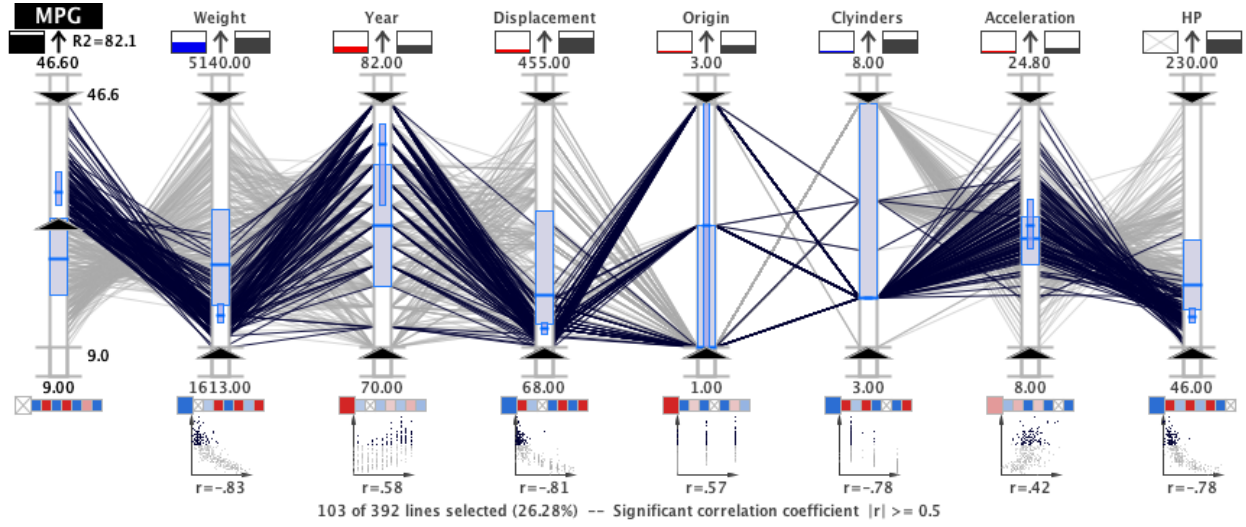 MPG Weight Year Displacement Origin Clyinders Acceleration HP
R2=82.1
46.60 5140.00 82.00 455.00 3.00 8.00 24.80 230.00
46.6
9.0
9.00 1613.00 70.00 68.00 1.00 3.00 8.00 46.00
r=-.83 r=.58 r=-.81 r=.57 r=-.78 r=.42 r=-.78
103 of 392 lines selected (26.28%) -- Significant correlation coefficient |r| >= 0.5